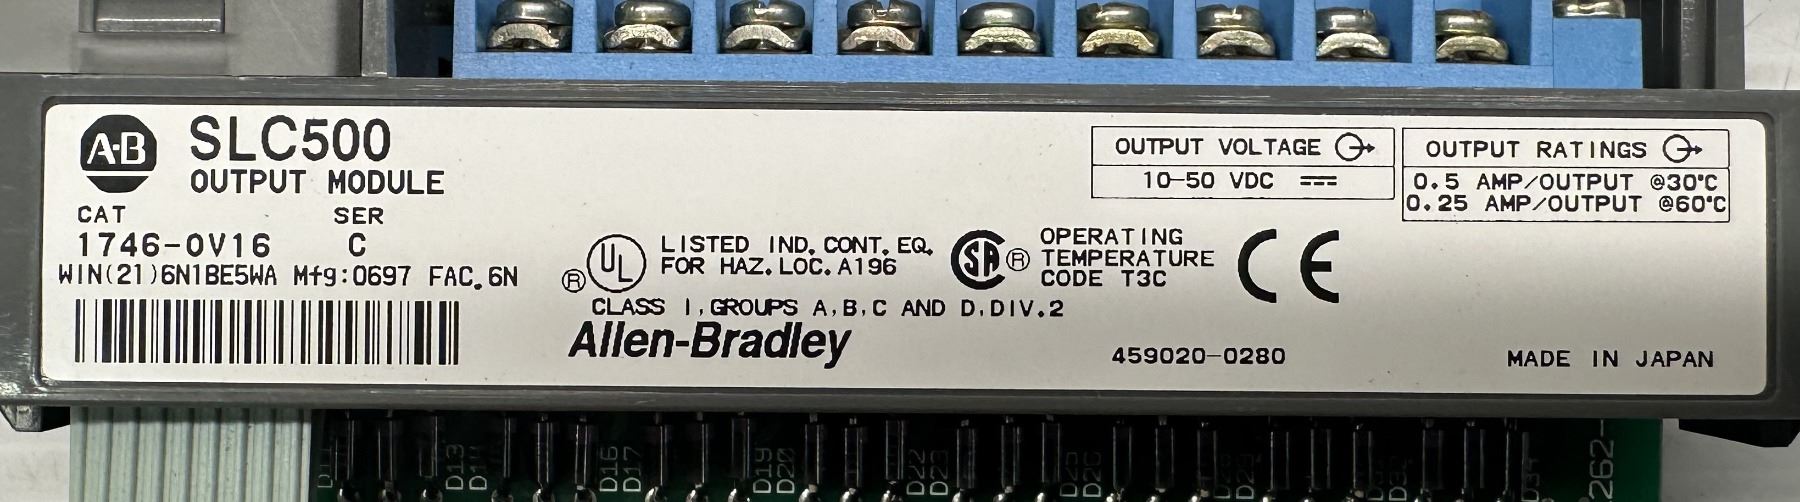 A-B
SLC500
OUTPUT MODULE
CAT SER
1746-OV16 C
WIN(21)6N1BE5WA Mfg:0697 FAC.6N
OUTPUT VOLTAGE
10-50 VDC
OUTPUT RATINGS
0.5 AMP/OUTPUT @30°C
0.25 AMP/OUTPUT @60°C
UL ®
LISTED IND. CONT. EQ.
FOR HAZ. LOC. A196
SA ®
OPERATING
TEMPERATURE
CODE T3C
CE
CLASS I, GROUPS A, B, C AND D, DIV.2
Allen-Bradley
459020-0280
MADE IN JAPAN
D13
D16
D17
D19
D20
D22
D23
262-